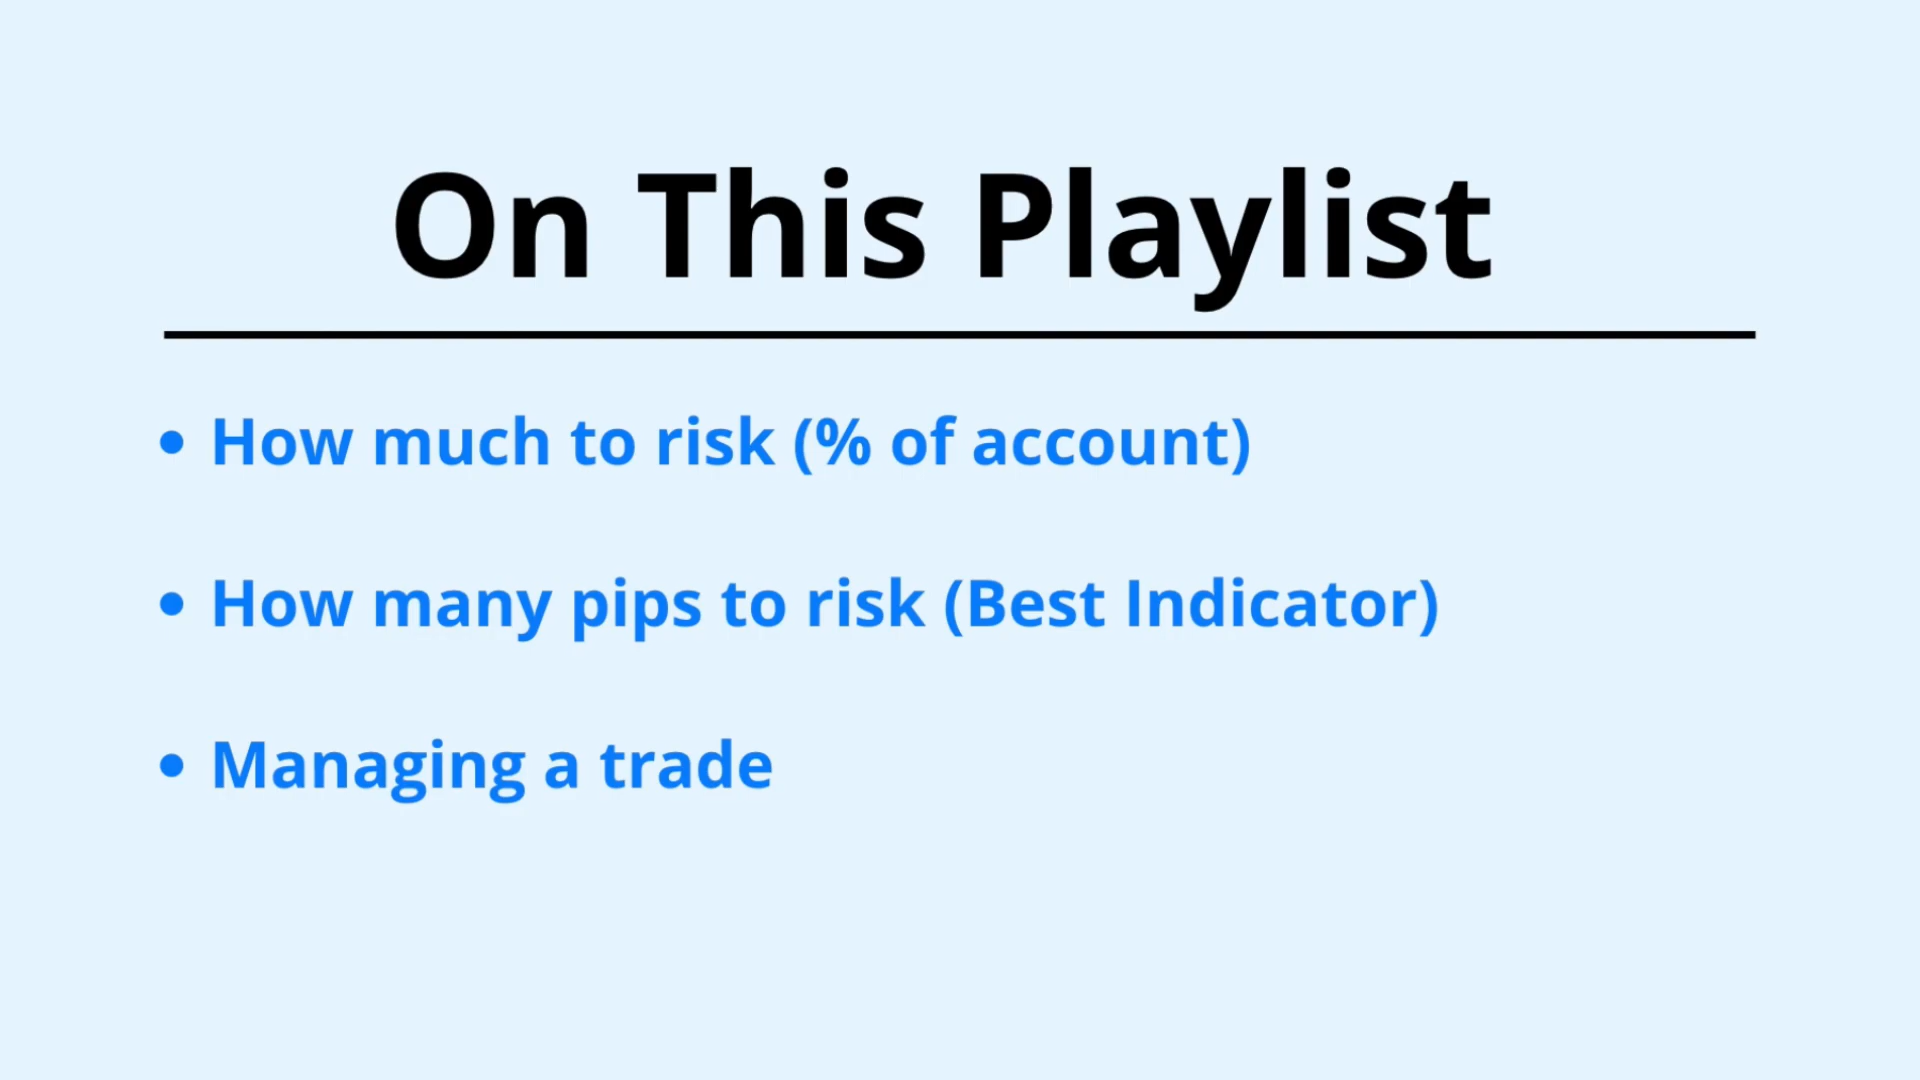 On This Playlist
• How much to risk (% of account)
• How many pips to risk (Best Indicator)
• Managing a trade